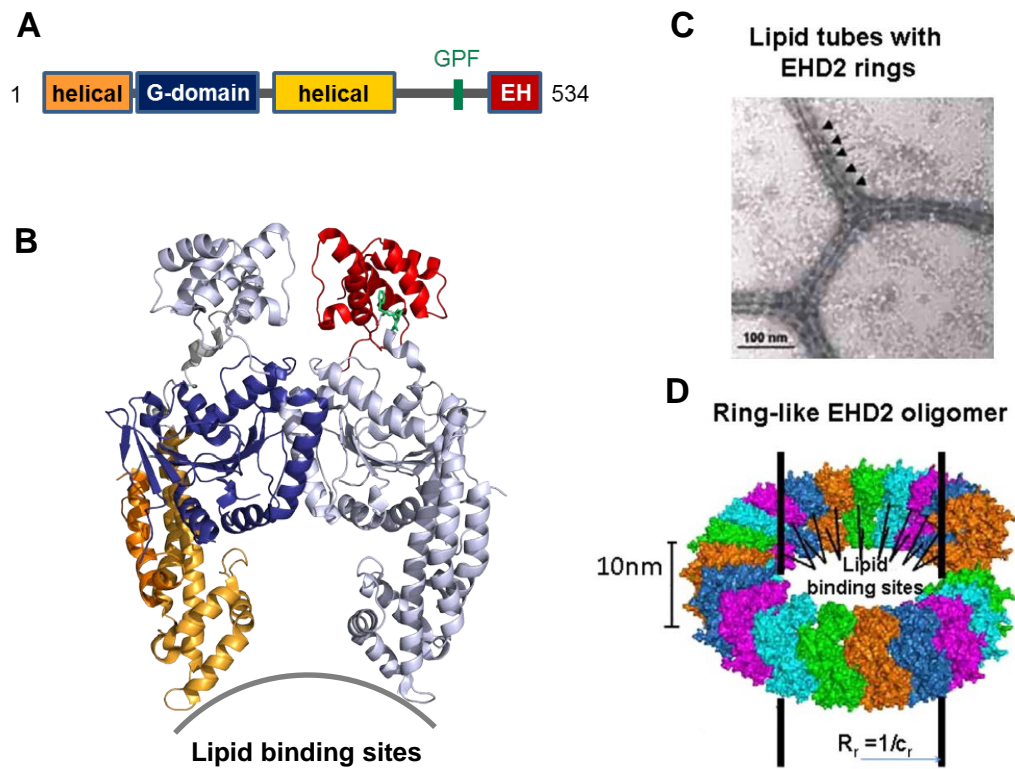 A
GPF
1 helical G-domain helical EH 534
B
Lipid binding sites
C
Lipid tubes with
EHD2 rings
100 nm
D
Ring-like EHD2 oligomer
10nm
Lipid
binding sites
Rᵣ =1/cᵣ